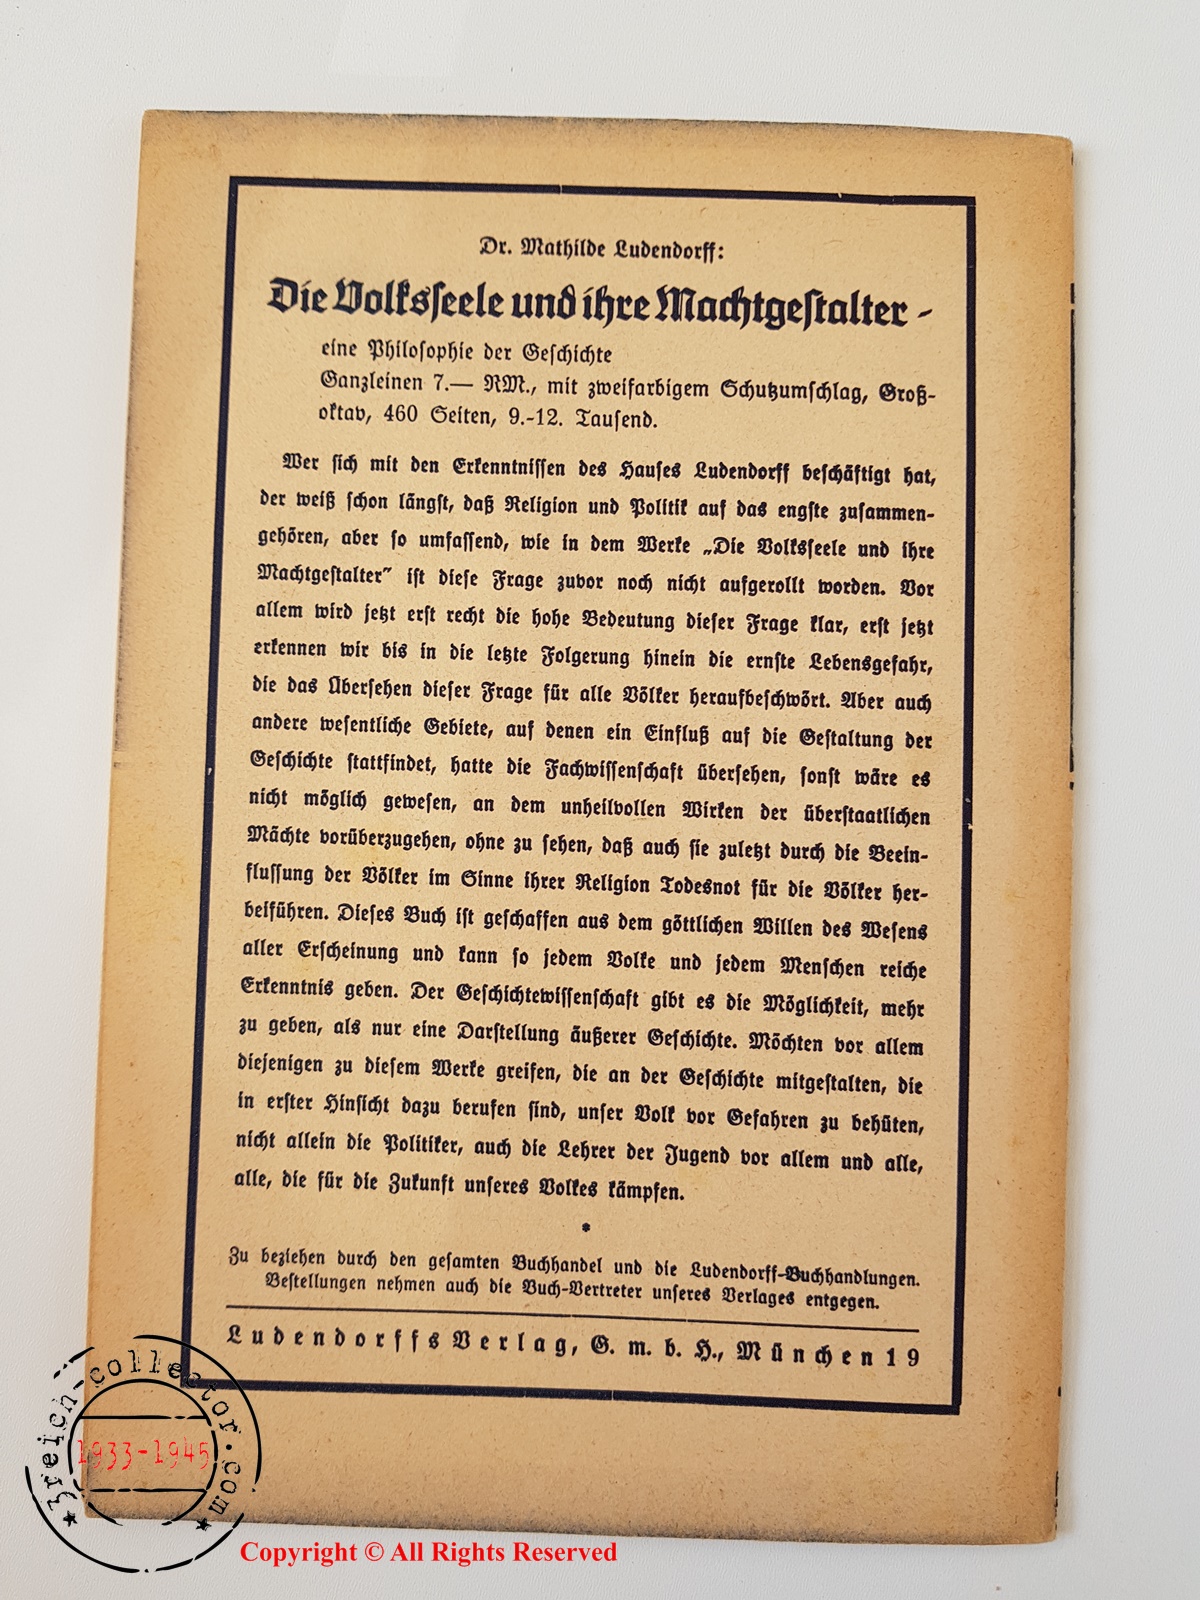 Dr. Mathilde Ludendorff:
Die Volksseele und ihre Machtgestalter -
eine Philosophie der Geschichte
Ganzleinen 7.— RM., mit zweifarbigem Schutzumschlag, Groß-
oktav, 460 Seiten, 9.-12. Tausend.
Wer sich mit den Erkenntnissen des Hauses Ludendorff beschäftigt hat,
der weiß schon längst, daß Religion und Politik auf das engste zusammen-
gehören, aber so umfassend, wie in dem Werke „Die Volksseele und ihre
Machtgestalter” ist diese Frage zuvor noch nicht aufgerollt worden. Vor
allem wird jetzt erst recht die hohe Bedeutung dieser Frage klar, erst jetzt
erkennen wir bis in die letzte Folgerung hinein die ernste Lebensgefahr,
die das Übersehen dieser Frage für alle Völker heraufbeschwört. Aber auch
andere wesentliche Gebiete, auf denen ein Einfluß auf die Gestaltung der
Geschichte stattfindet, hatte die Fachwissenschaft übersehen, sonst wäre es
nicht möglich gewesen, an dem unheilvollen Wirken der überstaatlichen
Mächte vorüberzugehen, ohne zu sehen, daß auch sie zuletzt durch die Beein-
flussung der Völker im Sinne ihrer Religion Todesnot für die Völker her-
beiführen. Dieses Buch ist geschaffen aus dem göttlichen Willen des Wesens
aller Erscheinung und kann so jedem Volke und jedem Menschen reiche
Erkenntnis geben. Der Geschichtewissenschaft gibt es die Möglichkeit, mehr
zu geben, als nur eine Darstellung äußerer Geschichte. Möchten vor allem
diejenigen zu diesem Werke greifen, die an der Geschichte mitgestalten, die
in erster Hinsicht dazu berufen sind, unser Volk vor Gefahren zu behüten,
nicht allein die Politiker, auch die Lehrer der Jugend vor allem und alle,
alle, die für die Zukunft unseres Volkes kämpfen.
*
Zu beziehen durch den gesamten Buchhandel und die Ludendorff-Buchhandlungen.
Bestellungen nehmen auch die Buch-Vertreter unseres Verlages entgegen.
Ludendorffs Verlag, G. m. b. H., München 19
3reich-collector.com
1933-1945
Copyright © All Rights Reserved